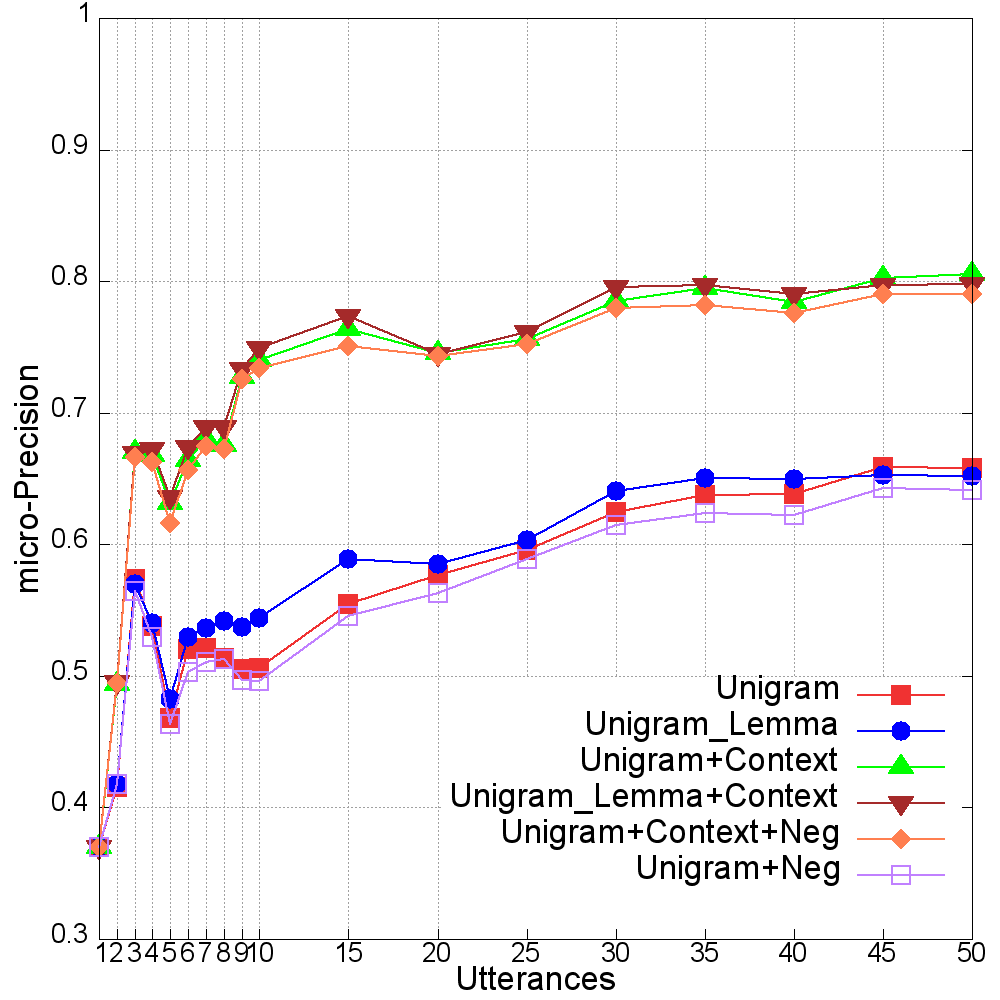 1
0.9
0.8
0.7
0.6
0.5
0.4
0.3
micro-Precision
Unigram
Unigram_Lemma
Unigram+Context
Unigram_Lemma+Context
Unigram+Context+Neg
Unigram+Neg
1 2 3 4 5 6 7 8 9 10 15 20 25 30 35 40 45 50
Utterances